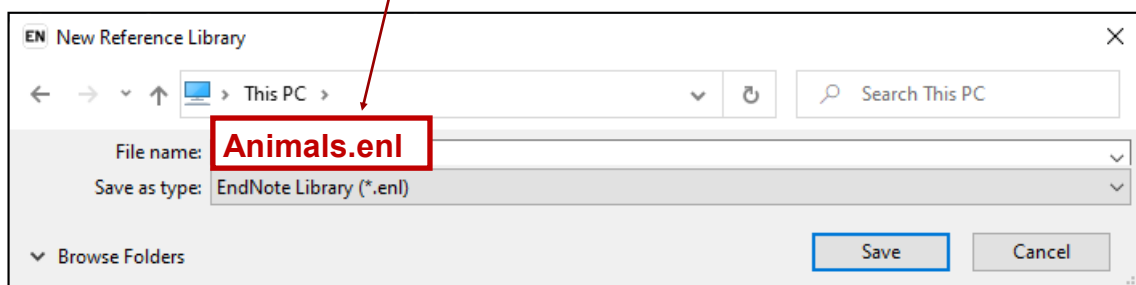 EN New Reference Library
This PC
Search This PC
File name: Animals.enl
Save as type: EndNote Library (*.enl)
Browse Folders
Save
Cancel